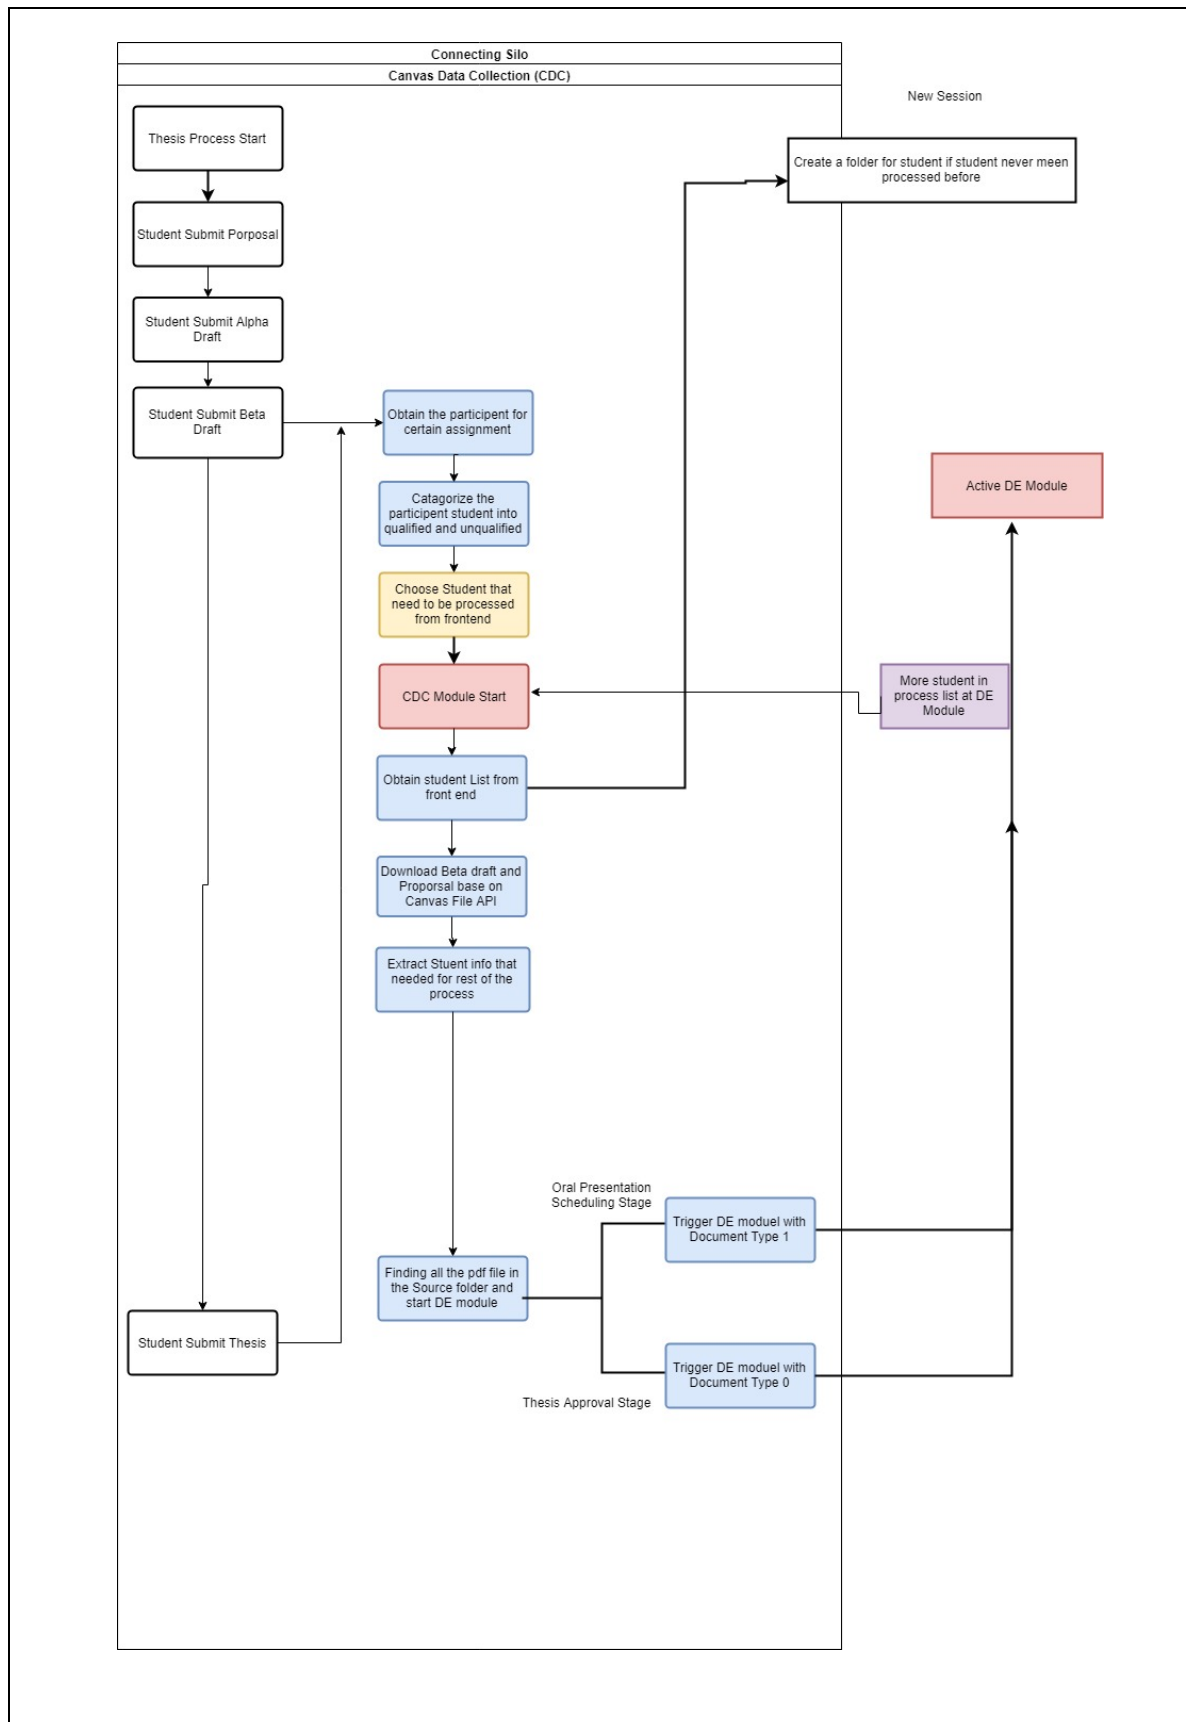 Connecting Silo
Canvas Data Collection (CDC)
New Session
Thesis Process Start
Create a folder for student if student never meen
processed before
Student Submit Porposal
Student Submit Alpha
Draft
Student Submit Beta
Draft
Obtain the participent for
certain assignment
Catagorize the
participent student into
qualified and unqualified
Active DE Module
Choose Student that
need to be processed
from frontend
CDC Module Start
More student in
process list at DE
Module
Obtain student List from
front end
Download Beta draft and
Proporsal base on
Canvas File API
Extract Stuent info that
needed for rest of the
process
Oral Presentation
Scheduling Stage
Trigger DE moduel with
Document Type 1
Finding all the pdf file in
the Source folder and
start DE module
Student Submit Thesis
Trigger DE moduel with
Document Type 0
Thesis Approval Stage